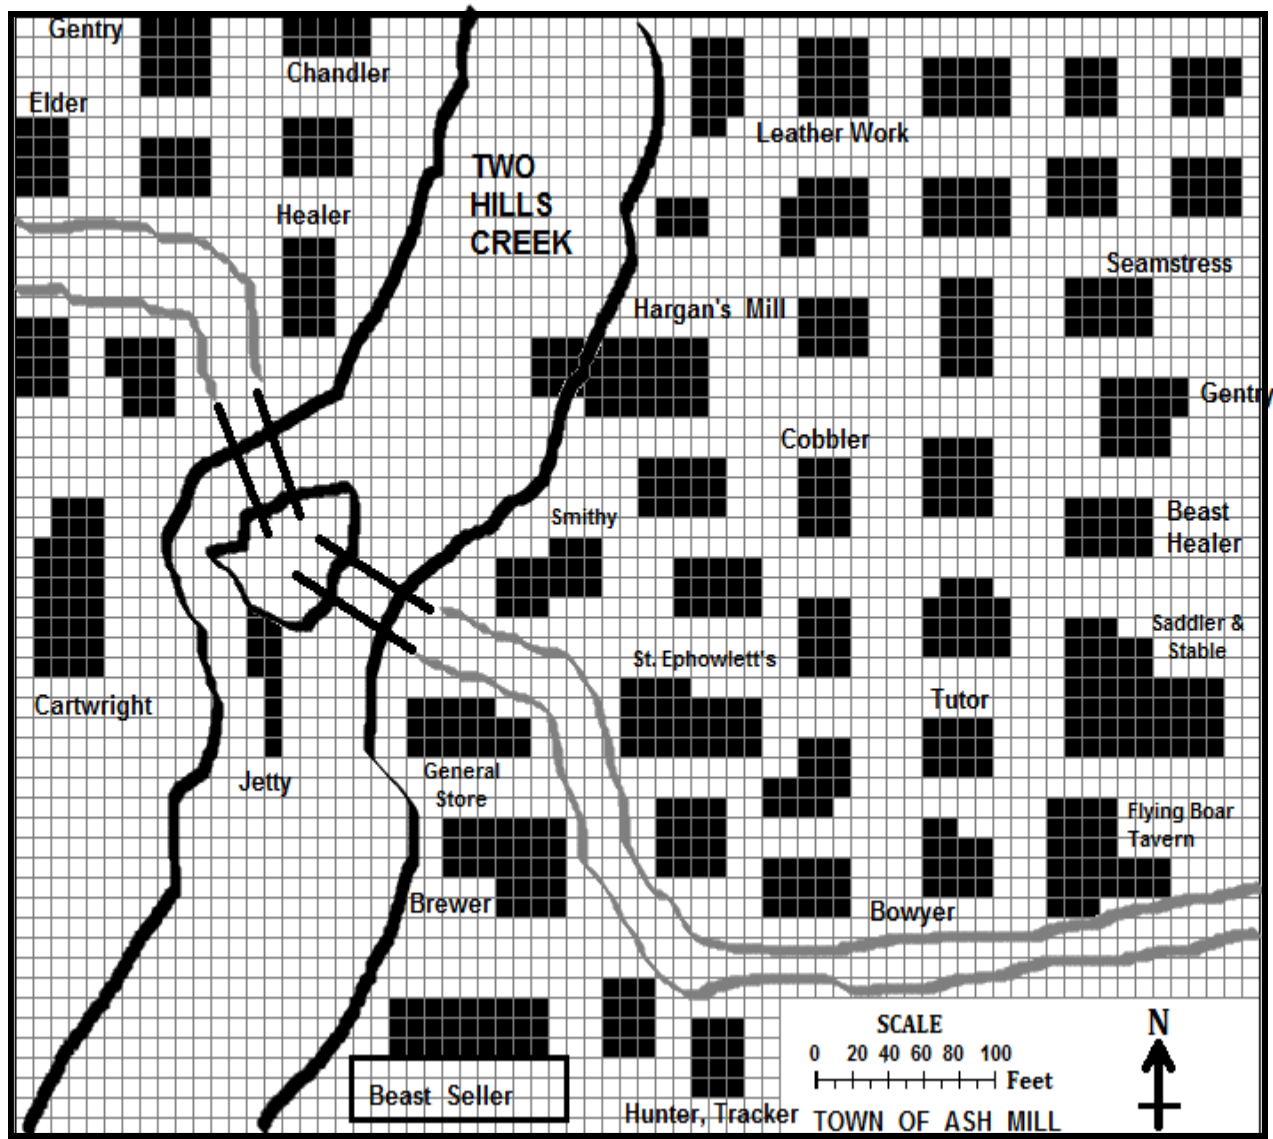 Gentry
Chandler
Elder
Leather Work
TWO
HILLS
CREEK
Healer
Seamstress
Hargan's Mill
Gentry
Cobbler
Smithy
Beast
Healer
Saddler &
Stable
St. Ephowlett's
Tutor
Cartwright
General
Store
Jetty
Flying Boar
Tavern
Brewer
Bowyer
SCALE
N
0 20 40 60 80 100
Feet
Beast Seller
Hunter, Tracker
TOWN OF ASH MILL